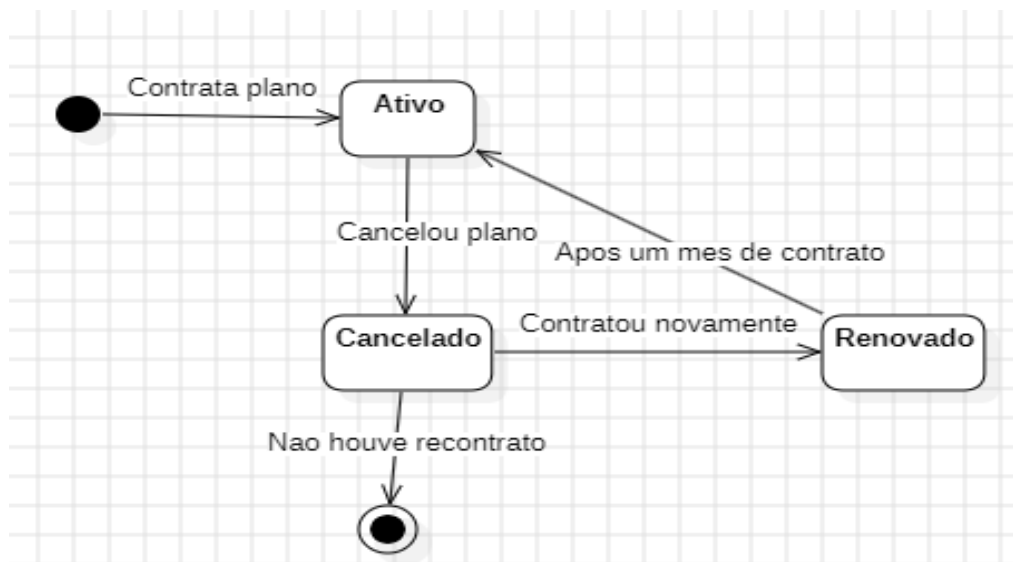 Contrata plano
Ativo
Cancelou plano
Apos um mes de contrato
Cancelado
Contratou novamente
Renovado
Nao houve recontrato